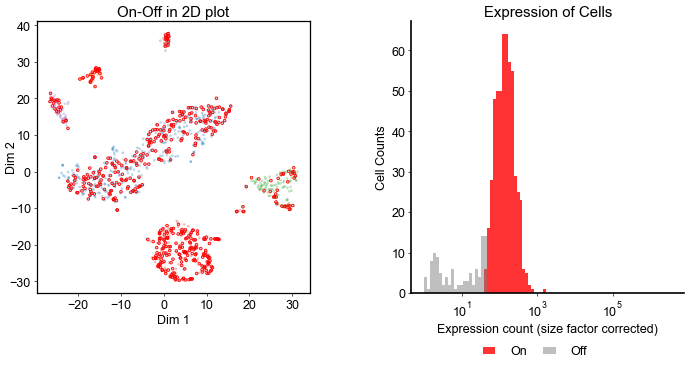 On-Off in 2D plot
Expression of Cells
40
30
20
10
0
−10
−20
−30
Dim 2
−20 −10 0 10 20 30
Dim 1
60
50
40
30
20
10
0
Cell Counts
10^1 10^3 10^5
Expression count (size factor corrected)
On Off